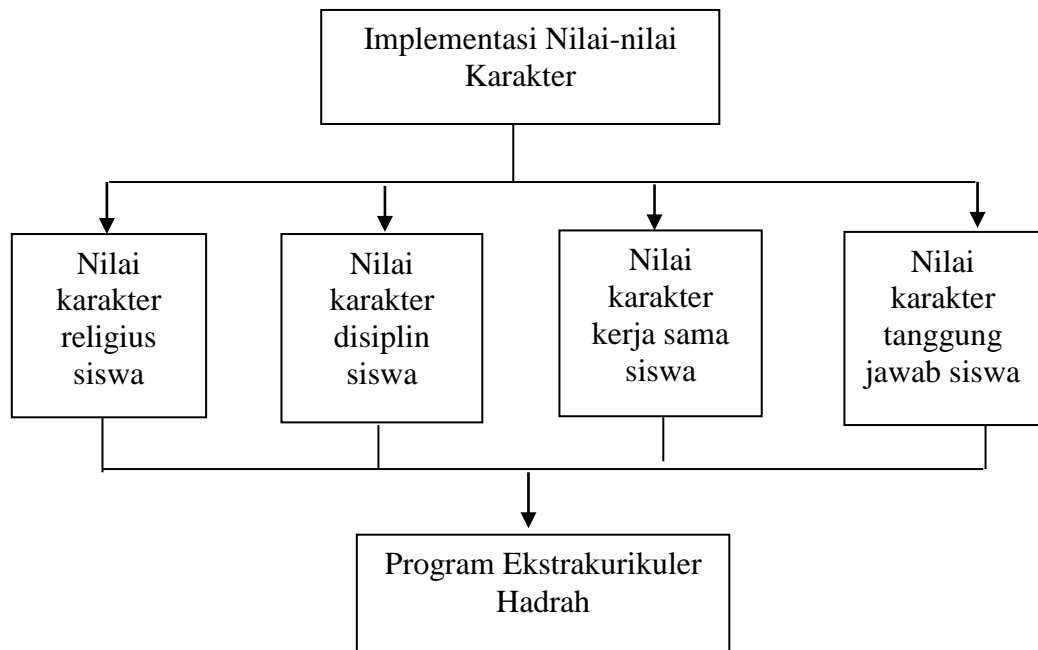 Implementasi Nilai-nilai
Karakter
Nilai
karakter
religius
siswa
Nilai
karakter
disiplin
siswa
Nilai
karakter
kerja sama
siswa
Nilai
karakter
tanggung
jawab siswa
Program Ekstrakurikuler
Hadrah